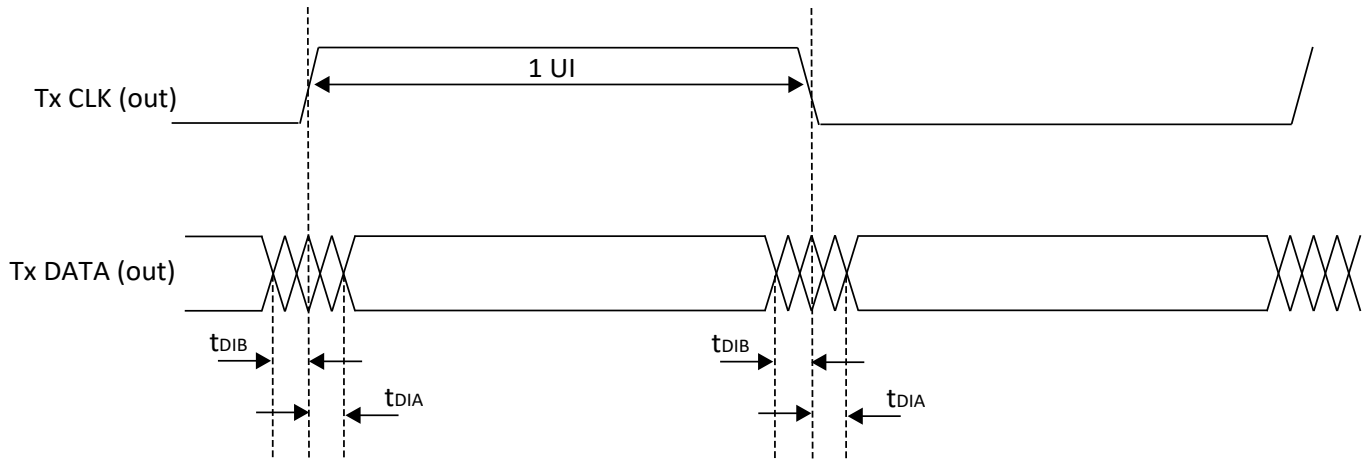 1 UI
Tx CLK (out)
Tx DATA (out)
tDIB
tDIB
tDIA
tDIA